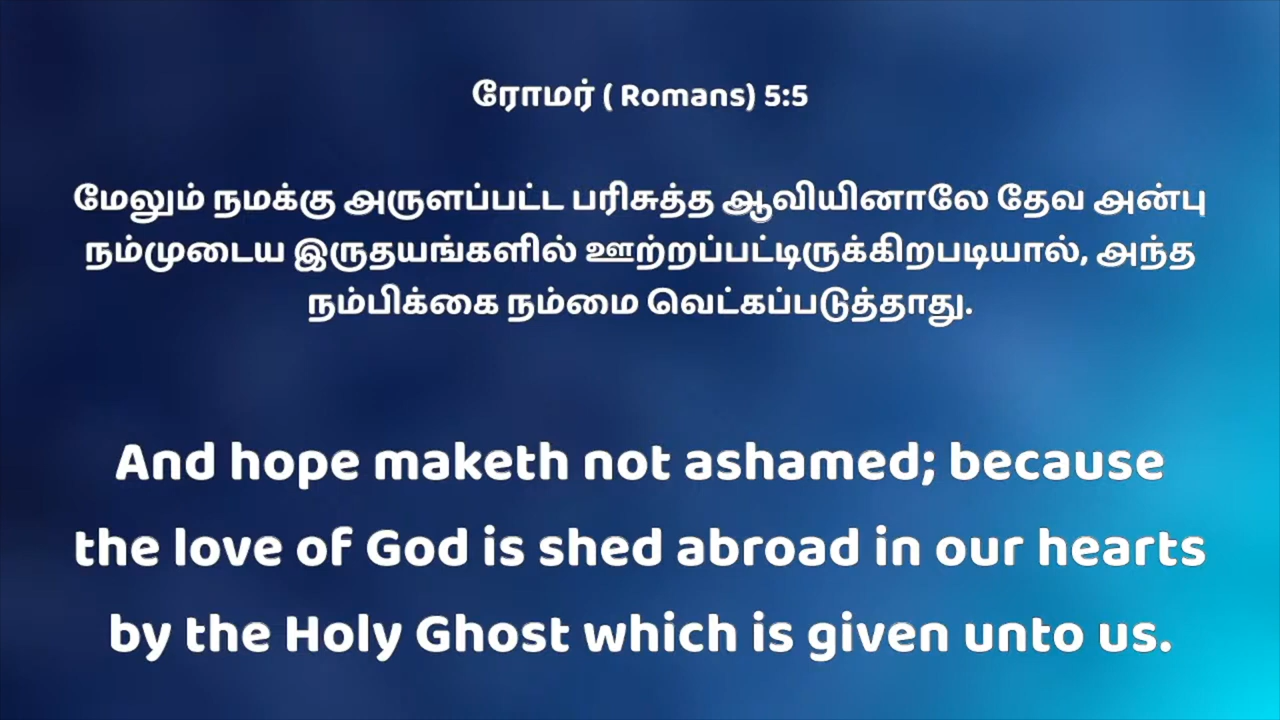 ரோமர் ( Romans) 5:5
மேலும் நமக்கு அருளப்பட்ட பரிசுத்த ஆவியினாலே தேவ அன்பு
நம்முடைய இருதயங்களில் ஊற்றப்பட்டிருக்கிறபடியால், அந்த
நம்பிக்கை நம்மை வெட்கப்படுத்தாது.
And hope maketh not ashamed; because
the love of God is shed abroad in our hearts
by the Holy Ghost which is given unto us.